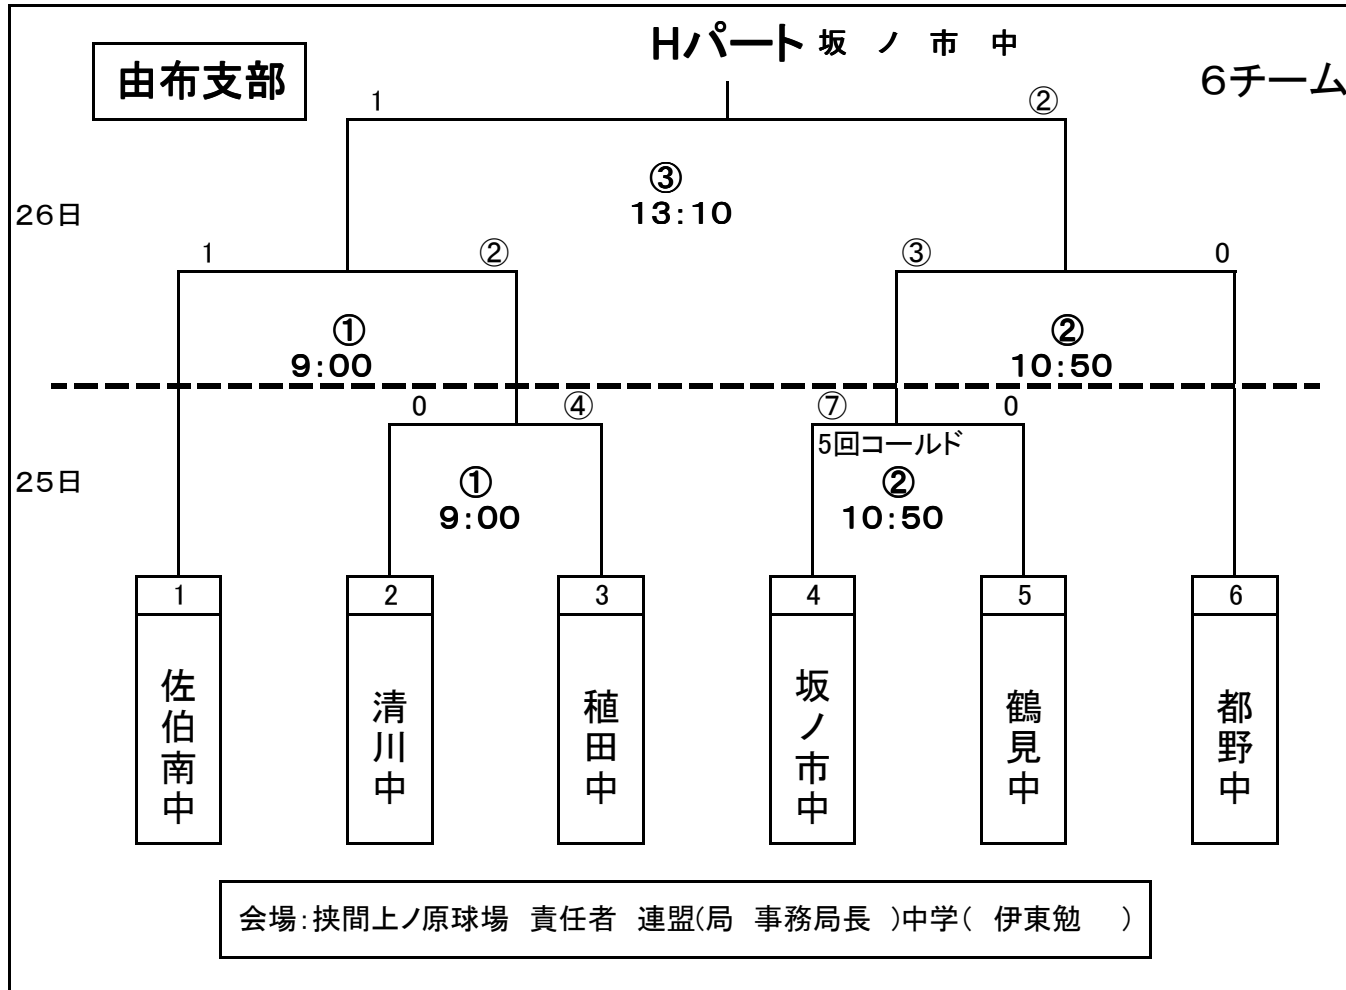 Hパート 坂ノ市中
由布支部
6チーム
1 ②
③
13:10
26日
1 ② ③ 0
① ②
9:00 10:50
0 ④ ⑦ 0
5回コールド
25日
① ②
9:00 10:50
1 2 3 4 5 6
佐伯南中
清川中
稙田中
坂ノ市中
鶴見中
都野中
会場:挾間上ノ原球場 責任者 連盟(局 事務局長 )中学( 伊東勉 )